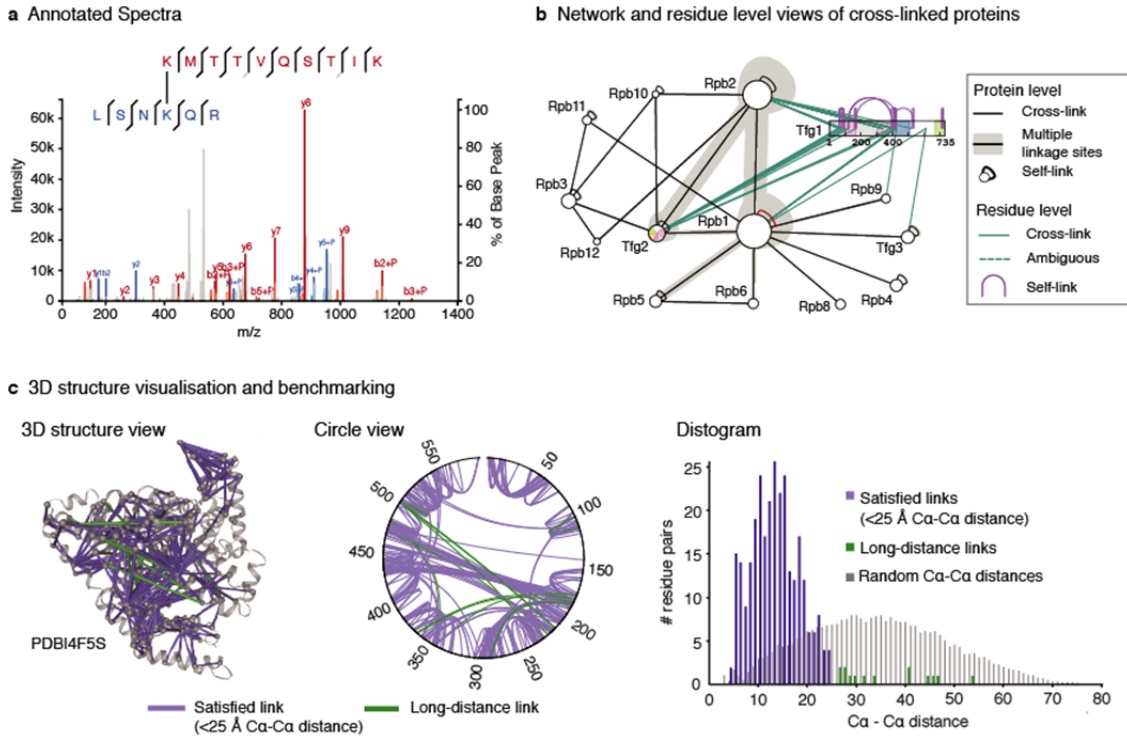 a Annotated Spectra
K M T T V Q S T I K
L S N K Q R
60k
50k
40k
30k
20k
10k
0
Intensity
100
80
60
40
20
0
% of Base Peak
y8
y7
y9
y6
y5+P
y1
y2
y2
y3
y4
b3+P
b5+P
y4+P
b2+P
b3+P
0 200 400 600 800 1000 1200 1400
m/z
b Network and residue level views of cross-linked proteins
Rpb2
Rpb10
Rpb11
Tfg1
1 200 400 735
Rpb3
Rpb9
Rpb1
Rpb12
Tfg2
Tfg3
Rpb5
Rpb6
Rpb8
Rpb4
Protein level
Cross-link
Multiple
linkage sites
Self-link
Residue level
Cross-link
Ambiguous
Self-link
c 3D structure visualisation and benchmarking
3D structure view
PDBI4F5S
Circle view
50
100
150
200
250
300
350
400
450
500
550
Satisfied link
(<25 Å Cα-Cα distance)
Long-distance link
Distogram
25
20
15
10
5
0
# residue pairs
Satisfied links
(<25 Å Cα-Cα distance)
Long-distance links
Random Cα-Cα distances
0 10 20 30 40 50 60 70 80
Cα - Cα distance